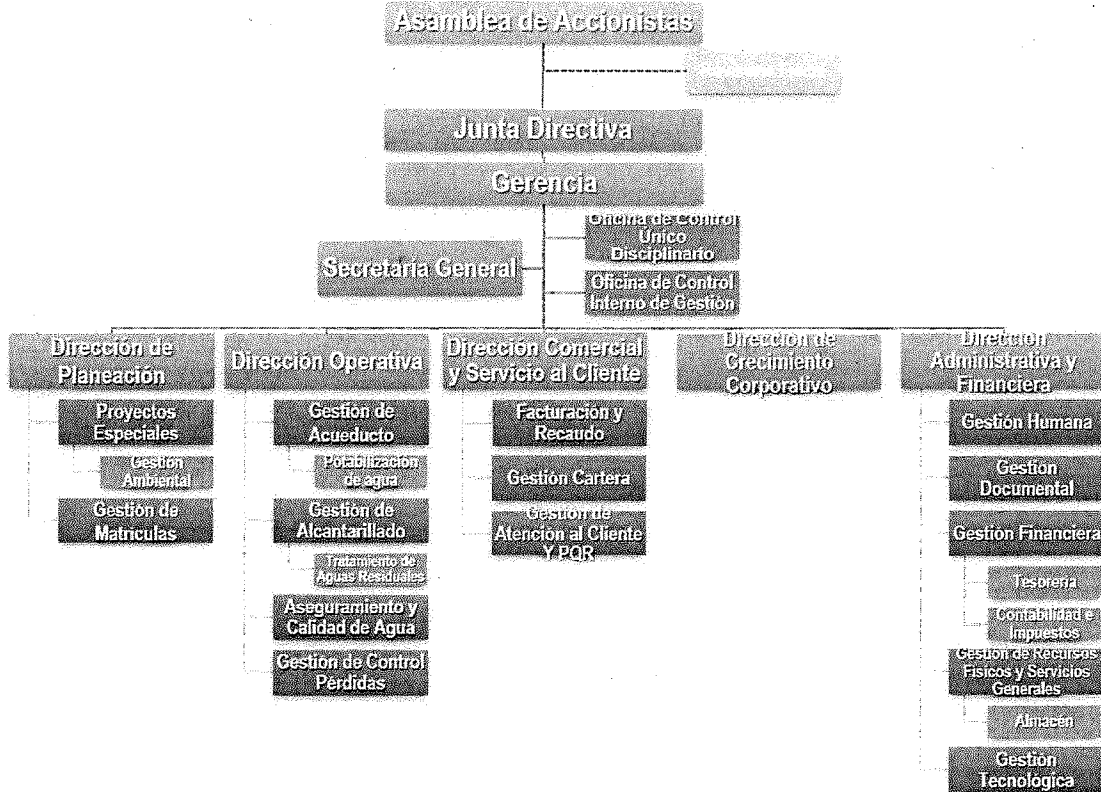 Asamblea de Accionistas
Junta Directiva
Gerencia
Oficina de Control
Único
Disciplinario
Secretaria General
Oficina de Control
Interno de Gestión
Dirección de
Planeación
Dirección Operativa
Dirección Comercial
y Servicio al Cliente
Dirección de
Crecimiento
Corporativo
Dirección
Administrativa y
Financiera
Proyectos
Especiales
Gestión
Ambiental
Gestión de
Matrículas
Gestión de
Acueducto
Potabilización
de agua
Gestión de
Alcantarillado
Tratamiento de
Aguas Residuales
Aseguramiento y
Calidad de Agua
Gestión de Control
Pérdidas
Facturación y
Recaudo
Gestión Cartera
Gestión de
Atención al Cliente
Y PQR
Gestión Humana
Gestión
Documental
Gestión Financiera
Tesorería
Contabilidad e
Impuestos
Gestión de Recursos
Físicos y Servicios
Generales
Almacén
Gestión
Tecnológica